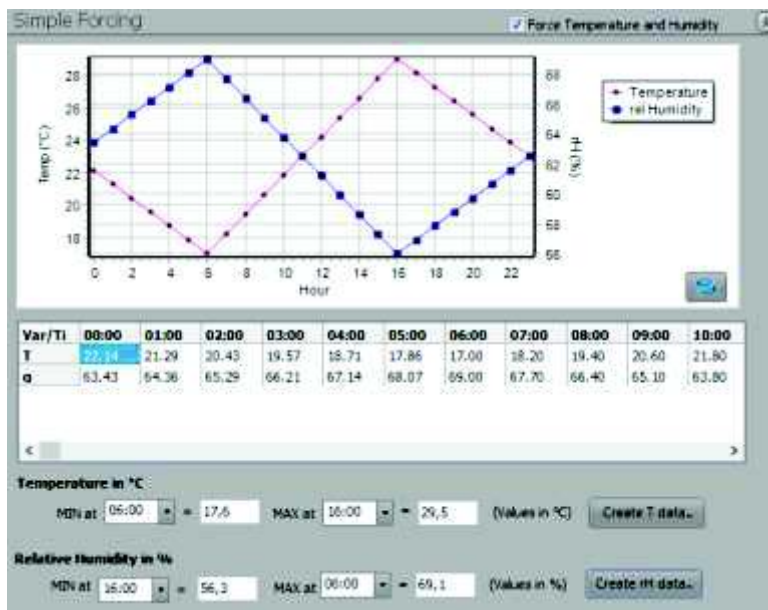 Simple Forcing
Force Temperature and Humidity
Temperature
rel Humidity
Temp (°C)
28
26
24
22
20
18
rH (%)
68
66
64
62
60
58
56
0 2 4 6 8 10 12 14 16 18 20 22
Hour
Var/Ti 00:00 01:00 02:00 03:00 04:00 05:00 06:00 07:00 08:00 09:00 10:00
T 22.14 21.29 20.43 19.57 18.71 17.86 17.00 18.20 19.40 20.60 21.80
q 63.43 64.36 65.29 66.21 67.14 68.07 69.00 67.70 66.40 65.10 63.80
Temperature in °C
MIN at 06:00 = 17,6 MAX at 16:00 = 29,5 (Values in °C) Create T data...
Relative Humidity in %
MIN at 16:00 = 56,3 MAX at 06:00 = 69,1 (Values in %) Create rH data...